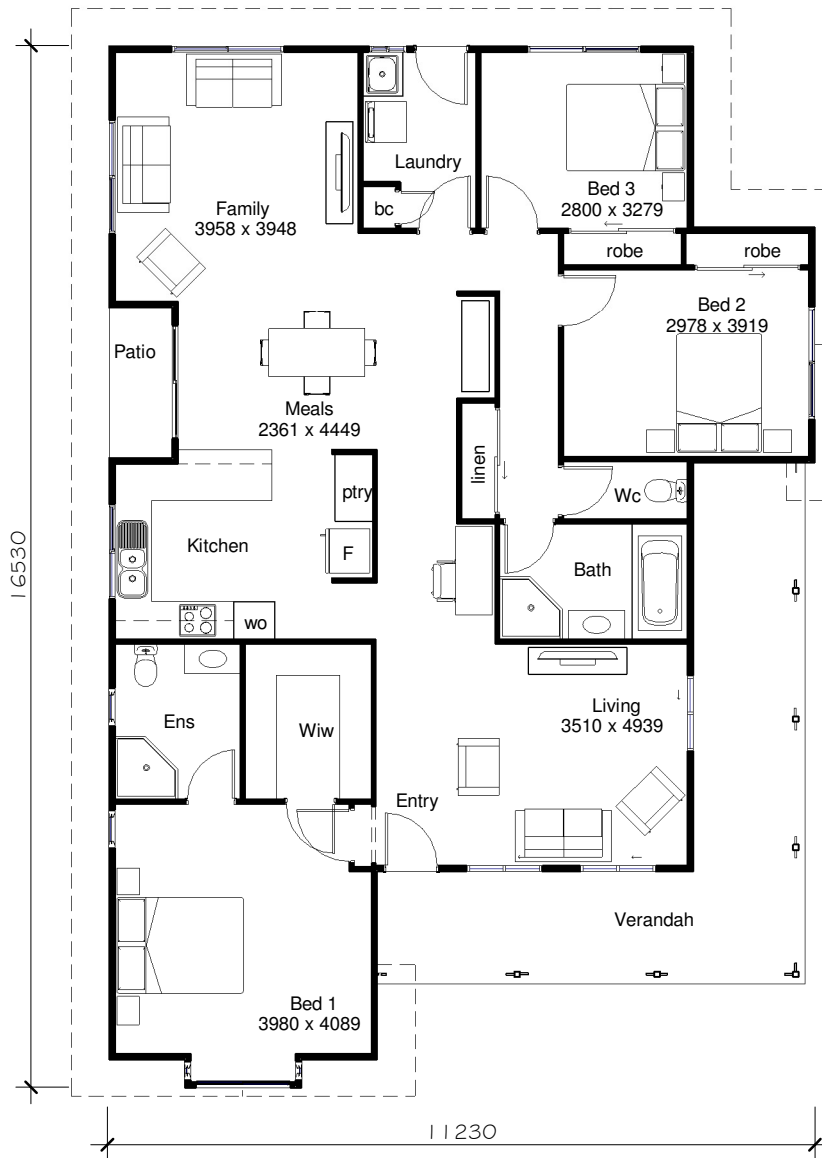 Laundry
bc
Family
3958 x 3948
Bed 3
2800 x 3279
robe
robe
Bed 2
2978 x 3919
Patio
Meals
2361 x 4449
linen
ptry
Wc
F
Kitchen
Bath
wo
16530
Ens
Wiw
Living
3510 x 4939
Entry
Verandah
Bed 1
3980 x 4089
11230